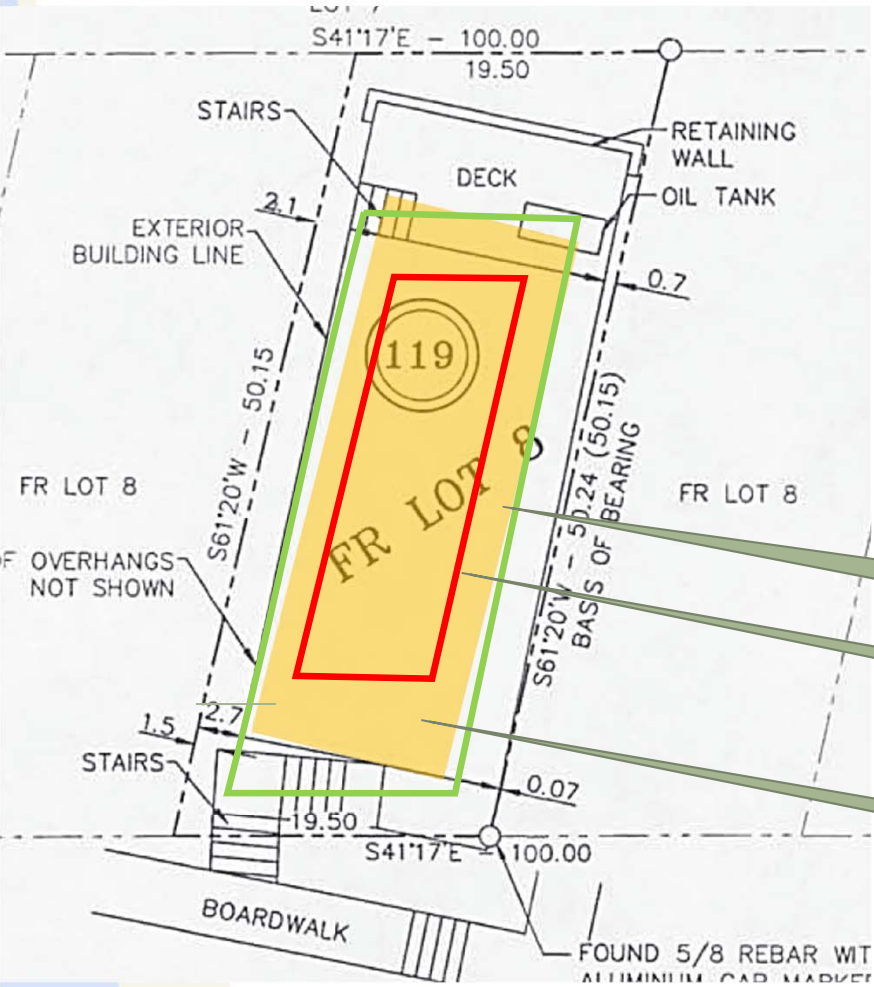 S41°17'E - 100.00
19.50
STAIRS
RETAINING
WALL
DECK
OIL TANK
2.1
EXTERIOR
BUILDING LINE
0.7
119
S61°20'W - 50.15
S61°20'W - 50.24 (50.15)
BASIS OF BEARING
FR LOT 8
FR LOT 8
FR LOT 8
OF OVERHANGS
NOT SHOWN
2.7
1.5
STAIRS
0.07
19.50
S41°17'E - 100.00
BOARDWALK
FOUND 5/8 REBAR WIT
ALUMINUM CAP